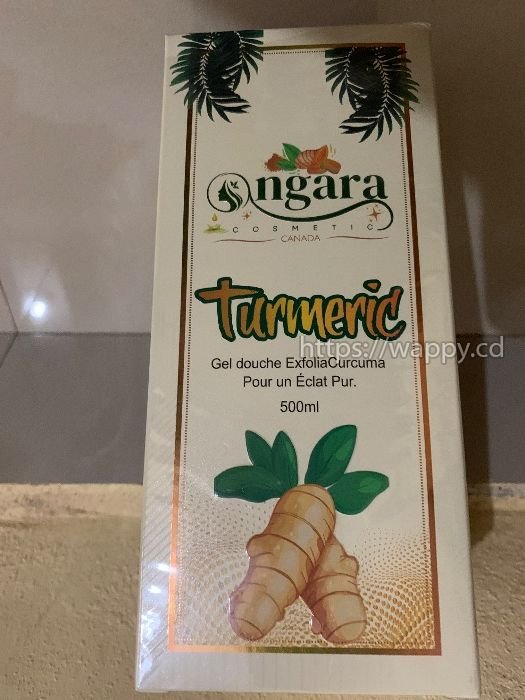 Ongara
COSMETIC
CANADA
Turmeric
https://wappy.cd
Gel douche ExfoliaCurcuma
Pour un Éclat Pur.
500ml